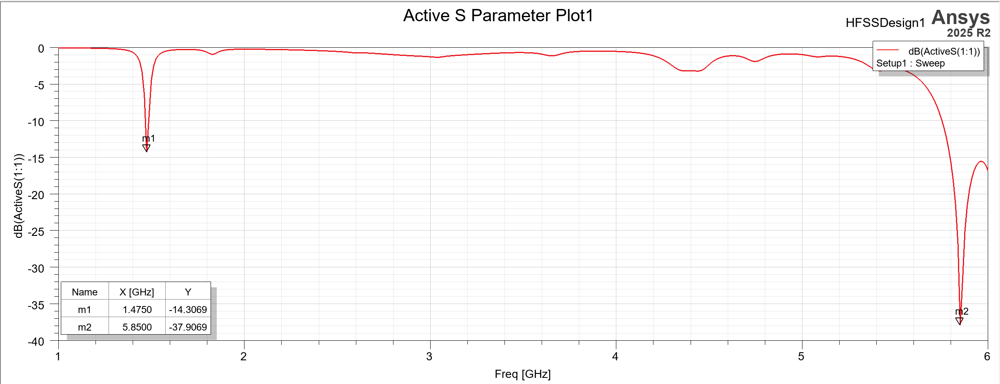 Active S Parameter Plot1
HFSSDesign1
Ansys
2025 R2
dB(ActiveS(1:1))
Setup1 : Sweep
0
-5
-10
-15
-20
-25
-30
-35
-40
dB(ActiveS(1:1))
m1
m2
Name X [GHz] Y
m1 1.4750 -14.3069
m2 5.8500 -37.9069
1 2 3 4 5 6
Freq [GHz]